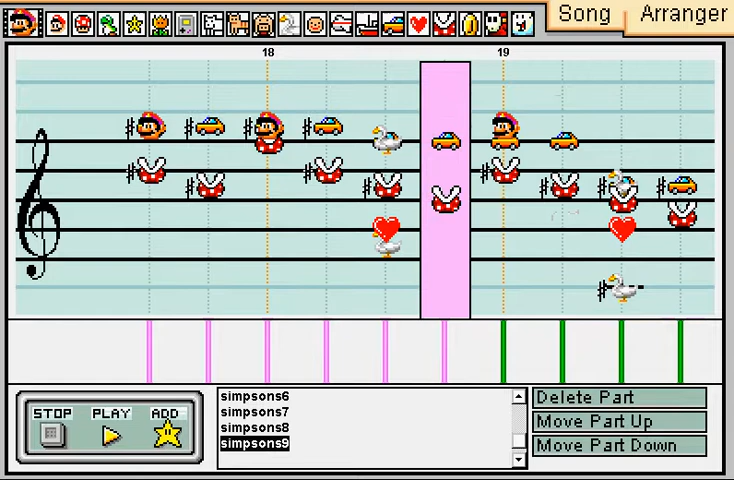 Song
Arranger
18
19
STOP
PLAY
ADD
simpsons6
simpsons7
simpsons8
simpsons9
Delete Part
Move Part Up
Move Part Down